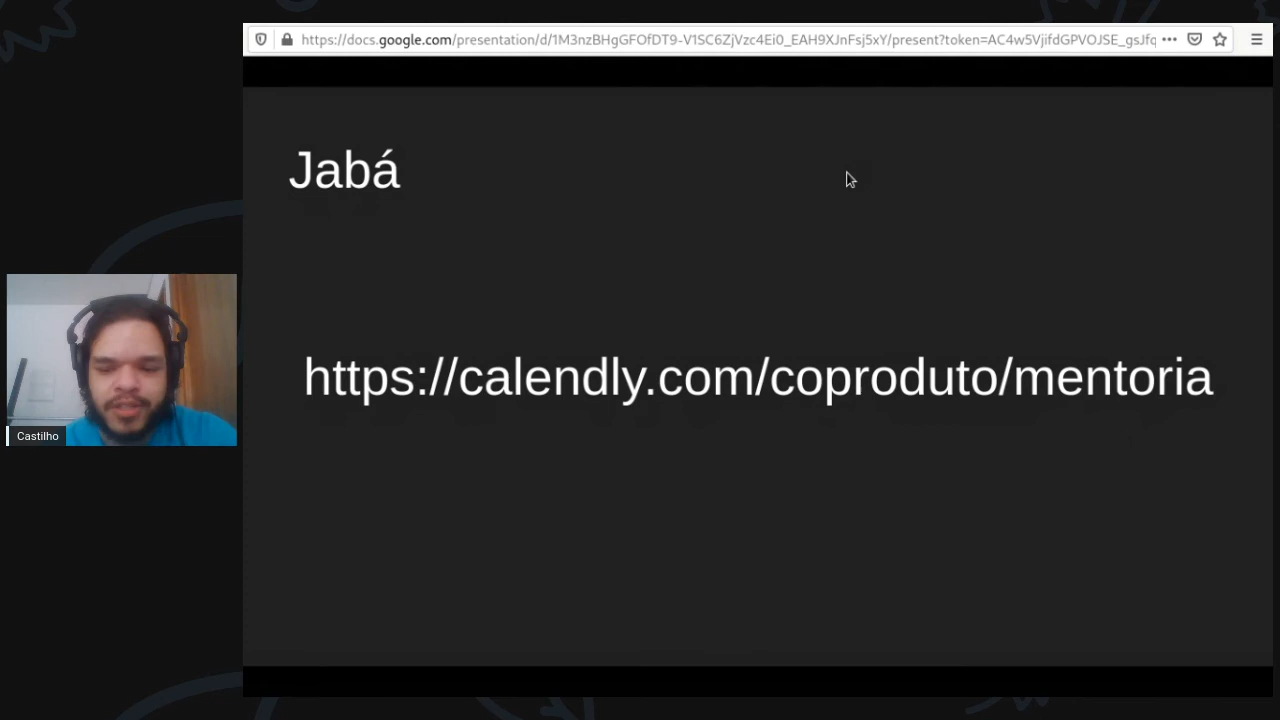 https://docs.google.com/presentation/d/1M3nzBHgGFOfDT9-V1SC6ZjVzc4Ei0_EAH9XJnFsj5xY/present?token=AC4w5VjifdGPVOJSE_gsJfq
Jabá
https://calendly.com/coproduto/mentoria
Castilho